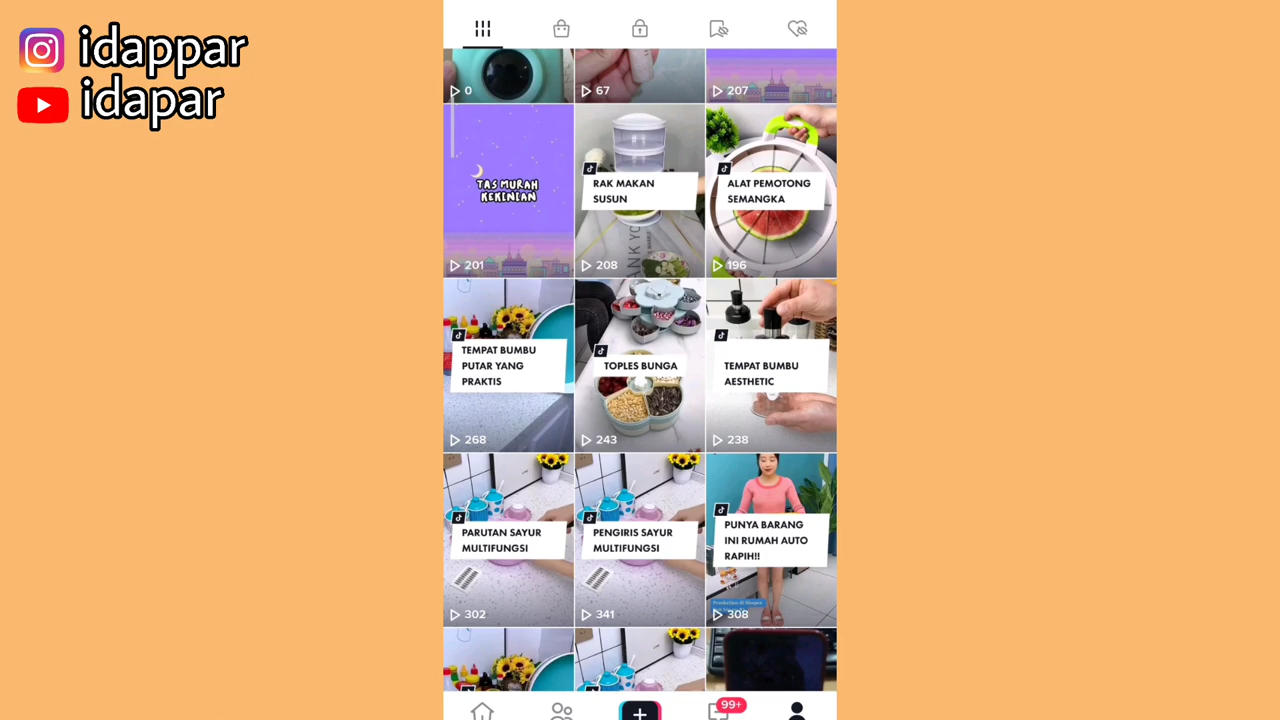 idappar
idapar
0
67
207
TAS MURAH
KEKINIAN
201
RAK MAKAN
SUSUN
208
ALAT PEMOTONG
SEMANGKA
196
TEMPAT BUMBU
PUTAR YANG
PRAKTIS
268
TOPLES BUNGA
243
TEMPAT BUMBU
AESTHETIC
238
PARUTAN SAYUR
MULTIFUNGSI
302
PENGIRIS SAYUR
MULTIFUNGSI
341
PUNYA BARANG
INI RUMAH AUTO
RAPIH!!
308
99+